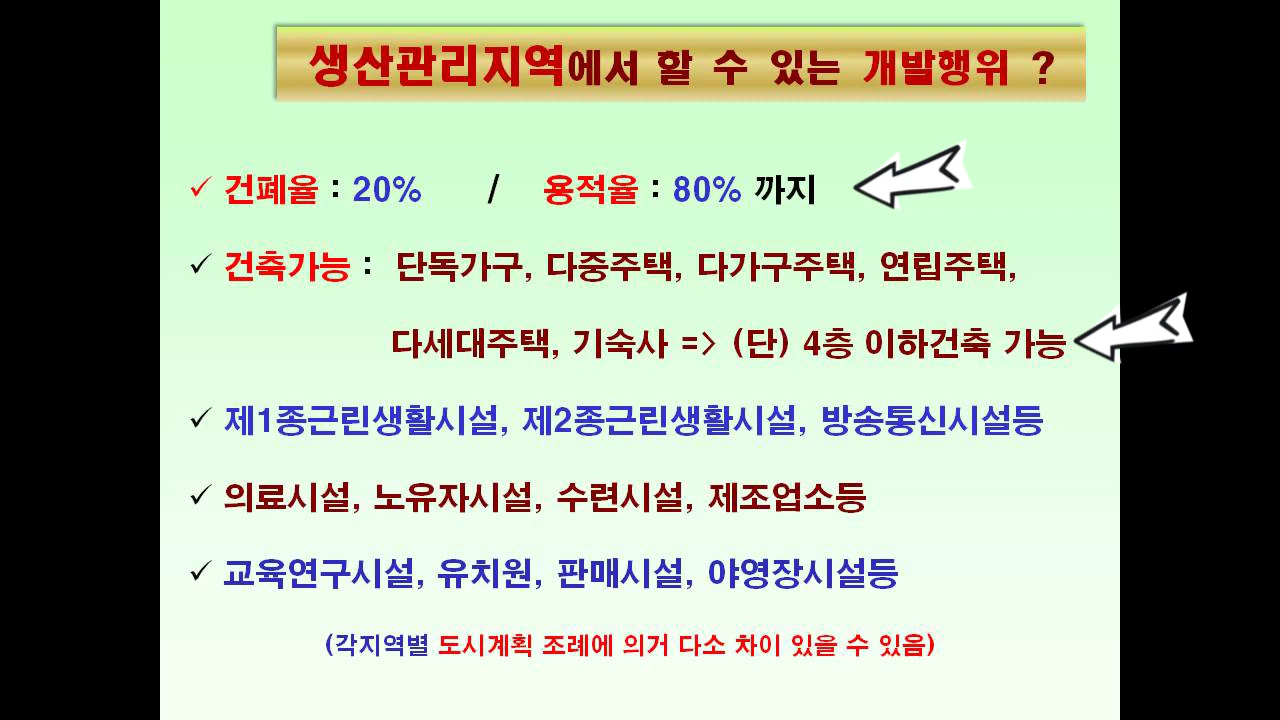 생산관리지역에서 할 수 있는 개발행위 ?
건폐율 : 20% / 용적율 : 80% 까지
건축가능 : 단독가구, 다중주택, 다가구주택, 연립주택,
다세대주택, 기숙사 => (단) 4층 이하건축 가능
제1종근린생활시설, 제2종근린생활시설, 방송통신시설등
의료시설, 노유자시설, 수련시설, 제조업소등
교육연구시설, 유치원, 판매시설, 야영장시설등
(각지역별 도시계획 조례에 의거 다소 차이 있을 수 있음)